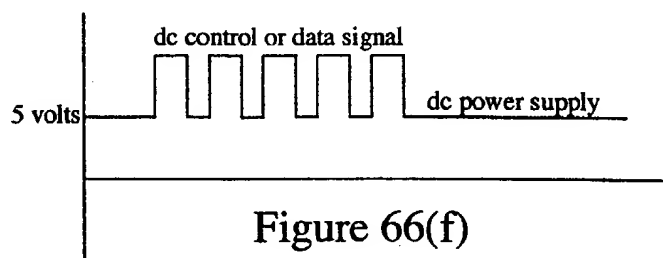 dc control or data signal
5 volts
dc power supply
Figure 66(f)